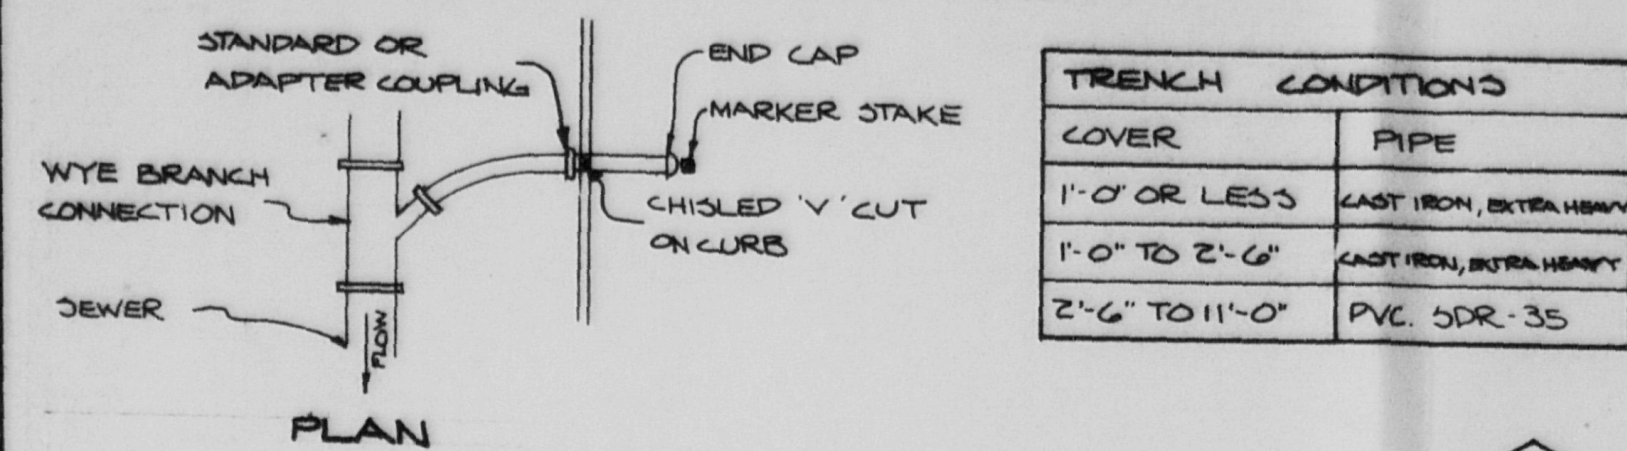 STANDARD OR
ADAPTER COUPLING
END CAP
MARKER STAKE
WYE BRANCH
CONNECTION
CHISLED 'V' CUT
ON CURB
SEWER
FLOW
PLAN
TRENCH CONDITIONS
COVER PIPE
1'-0" OR LESS CAST IRON, EXTRA HEAVY
1'-0" TO 2'-6" CAST IRON, EXTRA HEAVY
2'-6" TO 11'-0" PVC. SDR-35